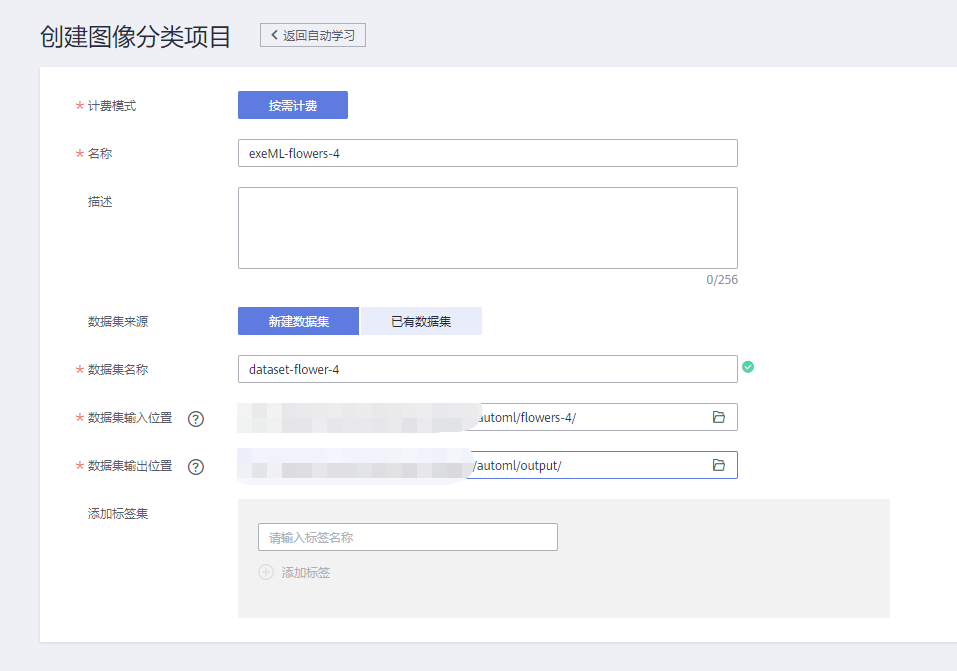 创建图像分类项目
返回自动学习
* 计费模式
按需计费
* 名称
exeML-flowers-4
描述
0/256
数据集来源
新建数据集
已有数据集
* 数据集名称
dataset-flower-4
* 数据集输入位置 ?
automl/flowers-4/
* 数据集输出位置 ?
/automl/output/
添加标签集
请输入标签名称
添加标签